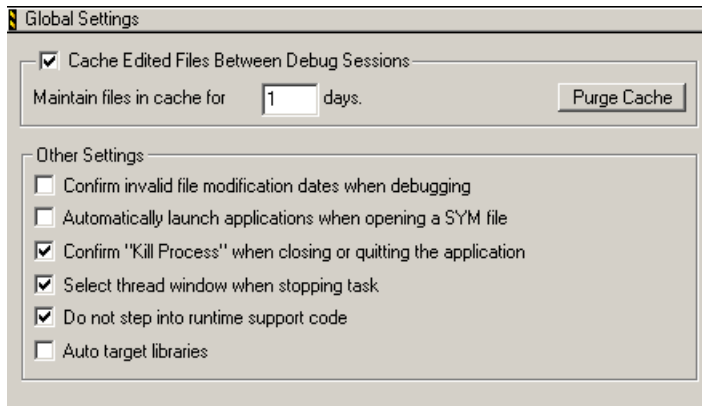 Global Settings
Cache Edited Files Between Debug Sessions
Maintain files in cache for 1 days. Purge Cache
Other Settings
Confirm invalid file modification dates when debugging
Automatically launch applications when opening a SYM file
Confirm "Kill Process" when closing or quitting the application
Select thread window when stopping task
Do not step into runtime support code
Auto target libraries